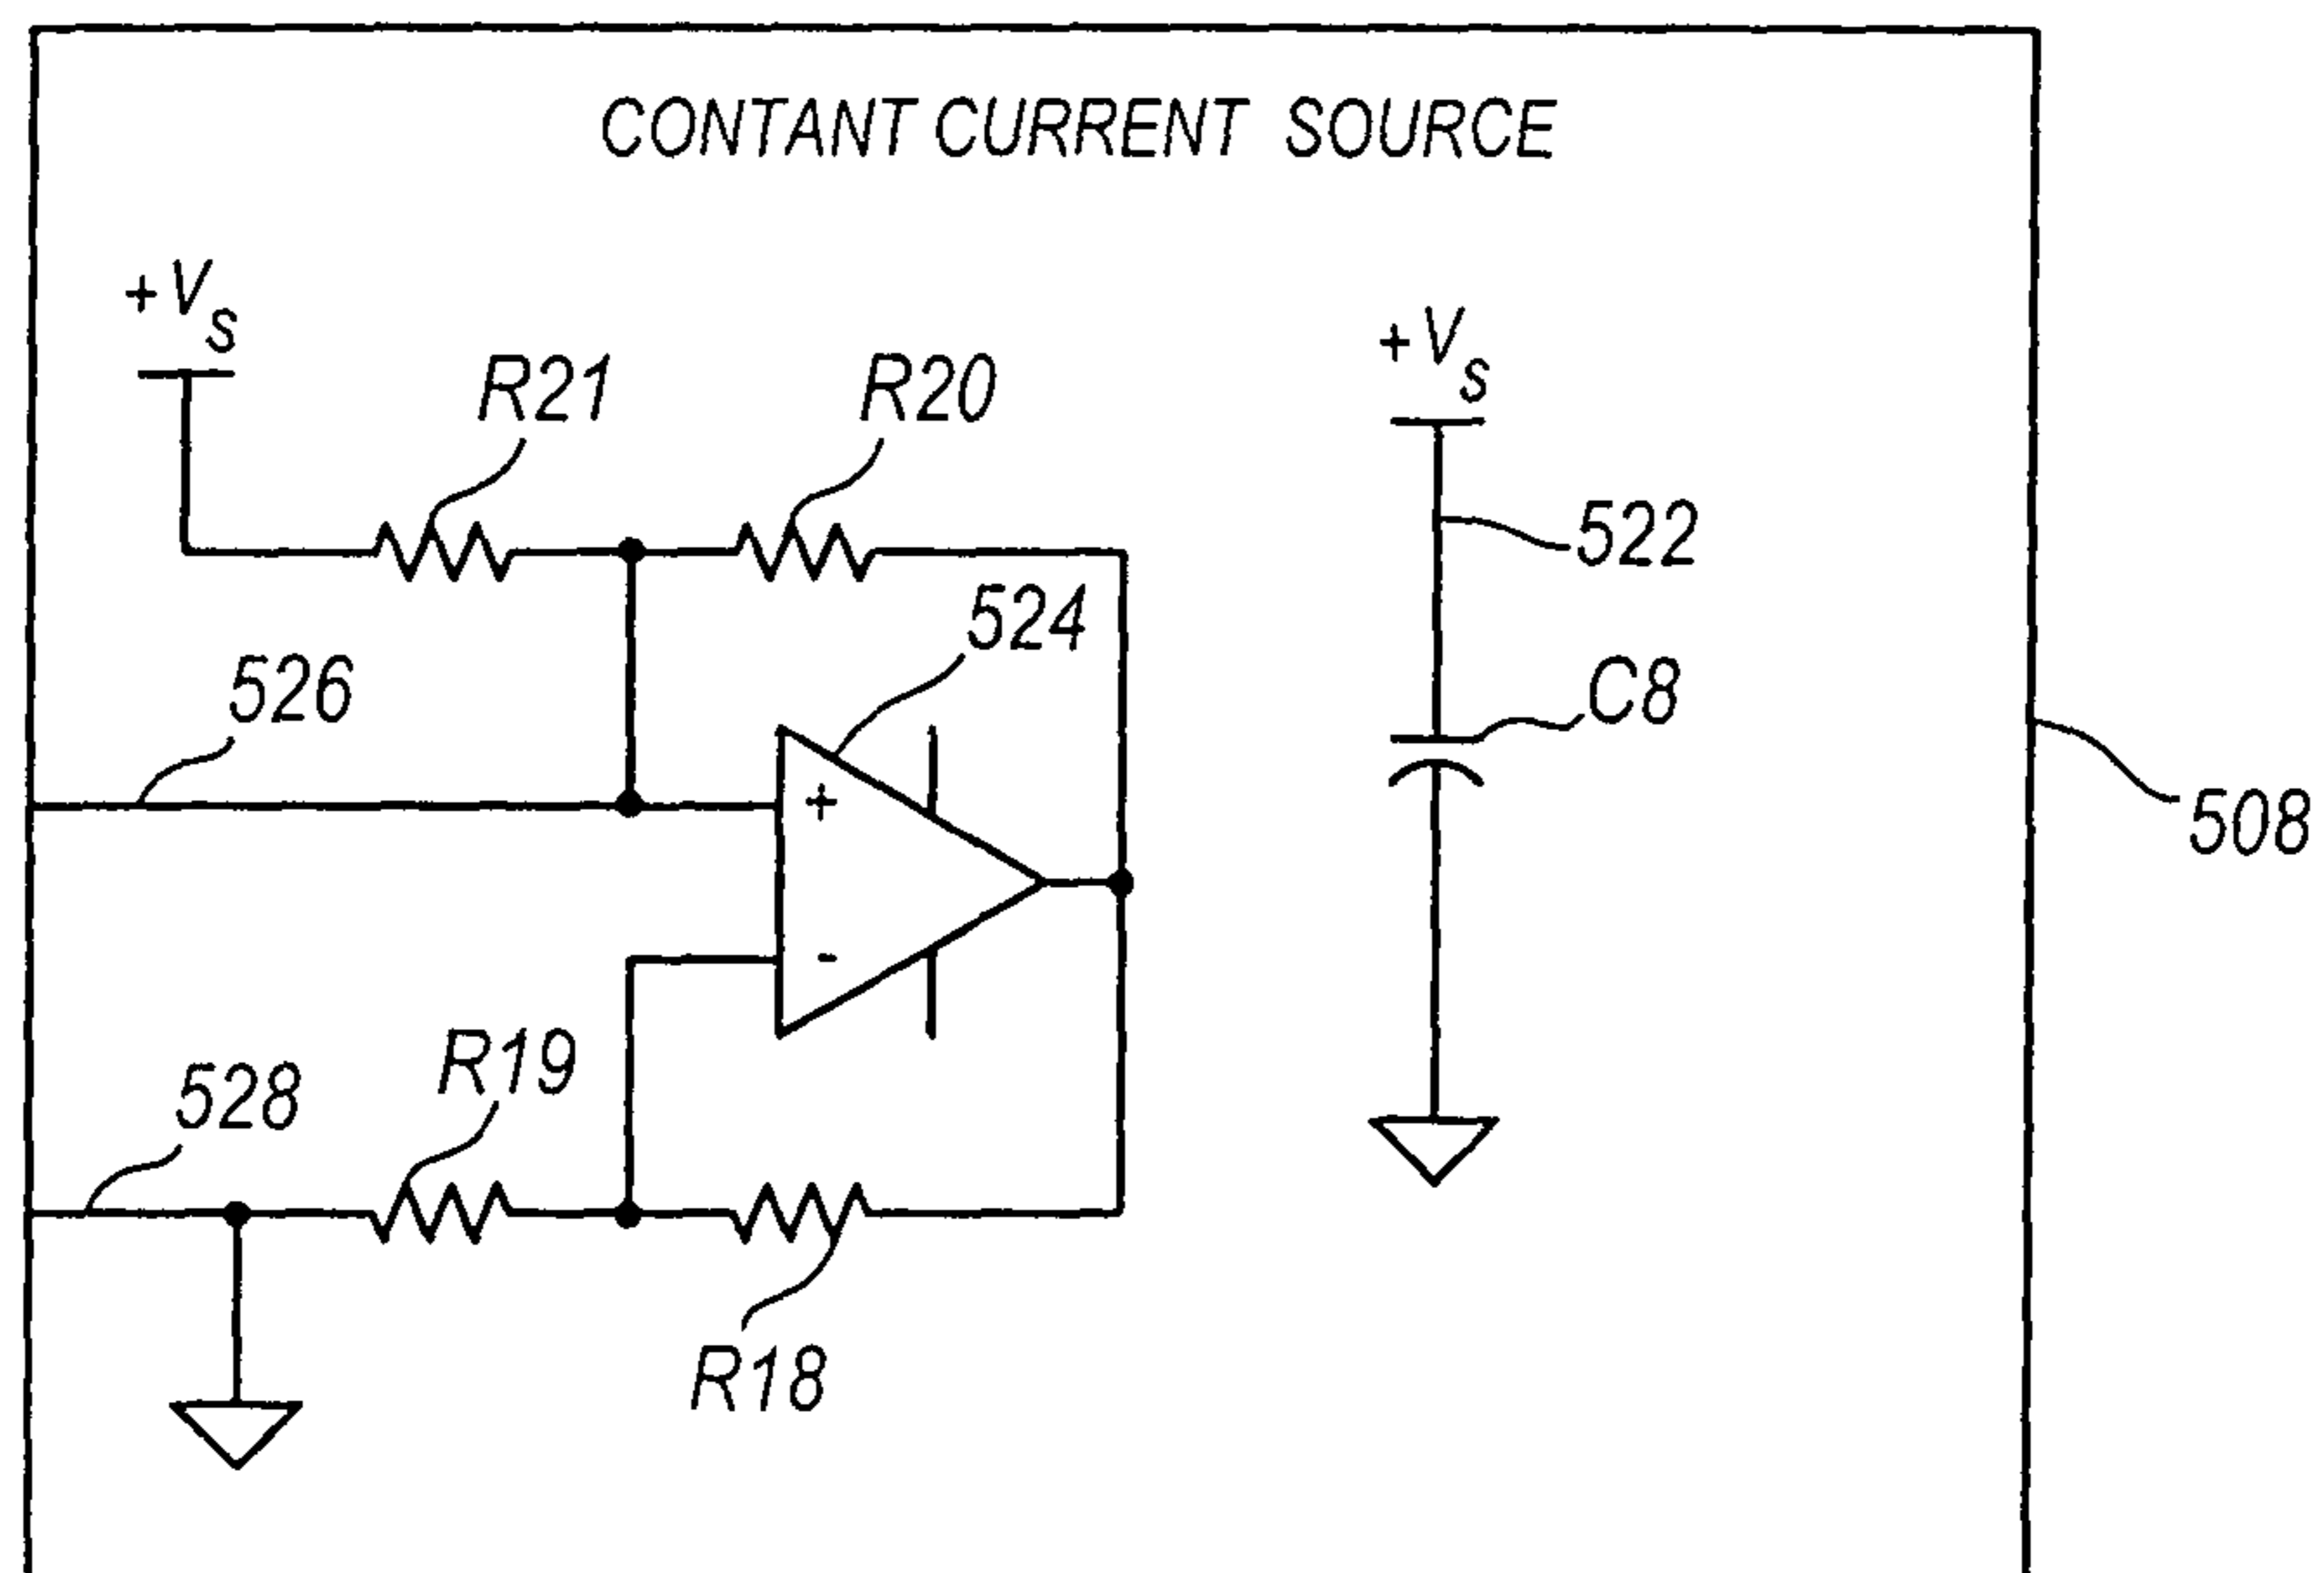 CONTANT CURRENT SOURCE
+VS
R21
R20
+VS
522
524
526
C8
508
+
-
R19
528
R18